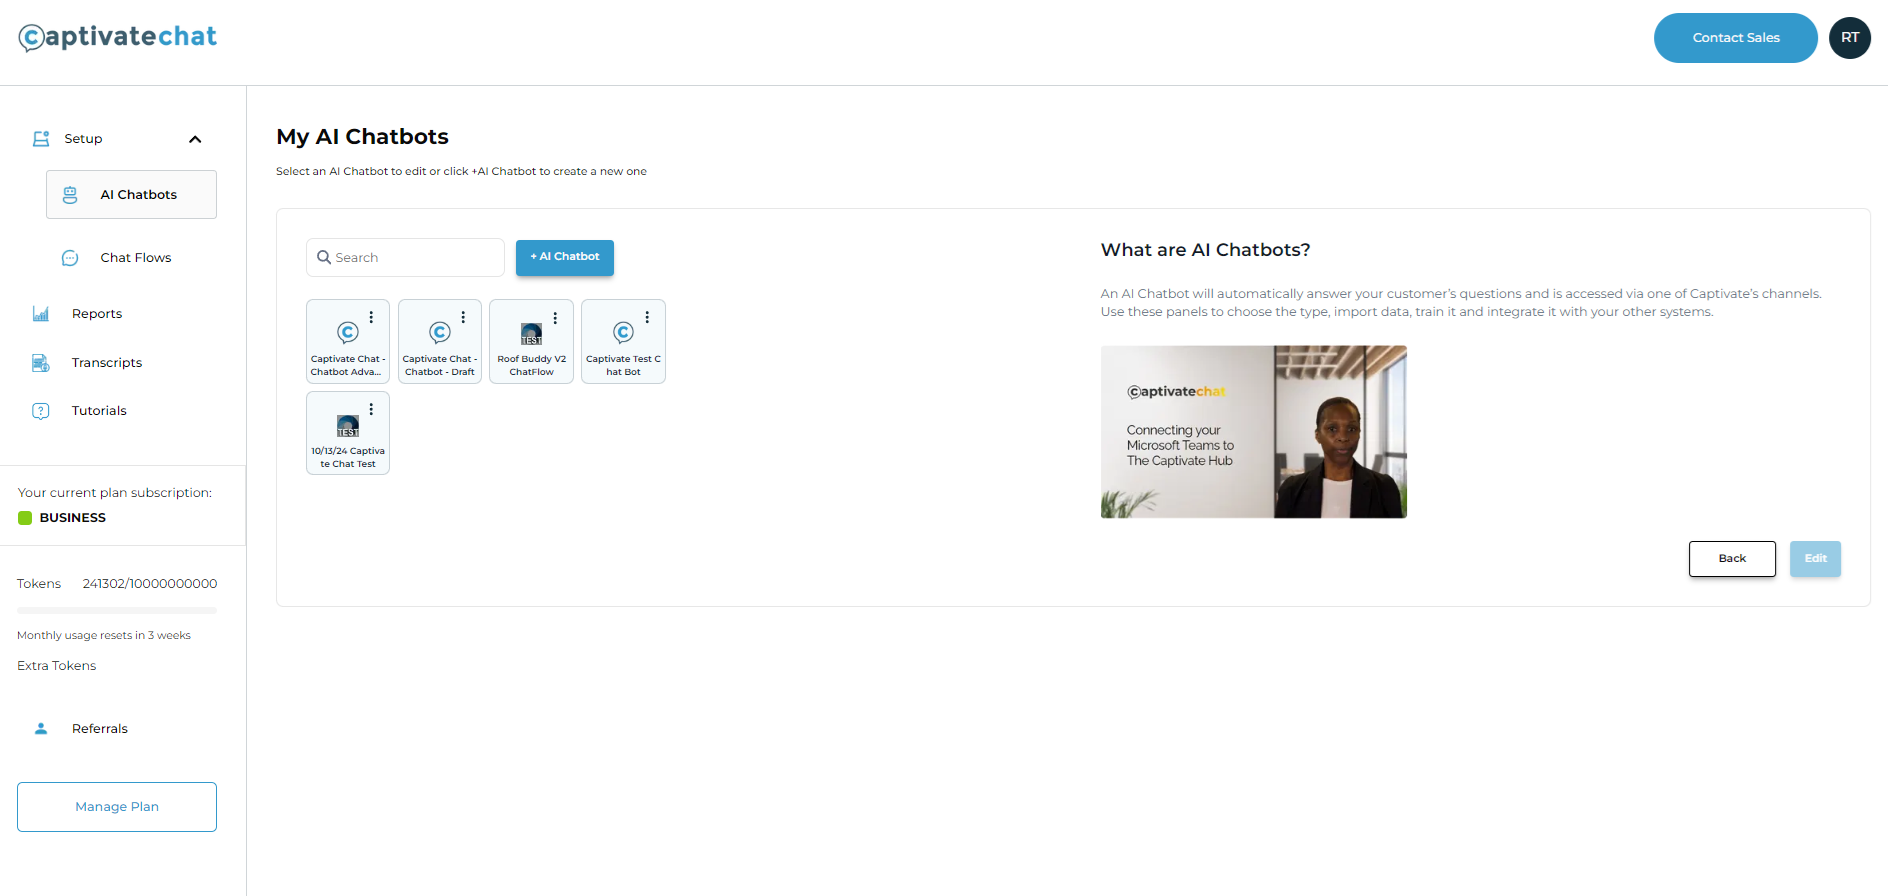 captivatechat
Contact Sales
RT
Setup
AI Chatbots
Chat Flows
Reports
Transcripts
Tutorials
Your current plan subscription:
BUSINESS
Tokens 241302/10000000000
Monthly usage resets in 3 weeks
Extra Tokens
Referrals
Manage Plan
My AI Chatbots
Select an AI Chatbot to edit or click +AI Chatbot to create a new one
Search
+ AI Chatbot
Captivate Chat -
Chatbot Adva...
Captivate Chat -
Chatbot - Draft
TEST
Roof Buddy V2
ChatFlow
Captivate Test C
hat Bot
TEST
10/13/24 Captiva
te Chat Test
What are AI Chatbots?
An AI Chatbot will automatically answer your customer's questions and is accessed via one of Captivate's channels.
Use these panels to choose the type, import data, train it and integrate it with your other systems.
captivatechat
Connecting your
Microsoft Teams to
The Captivate Hub
Back
Edit